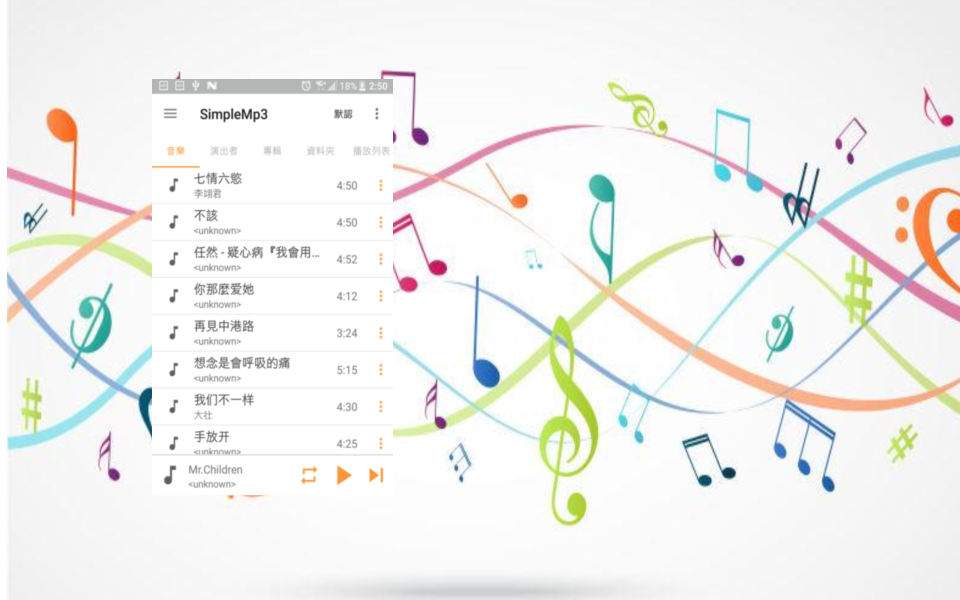 18% 2:50
SimpleMp3 默認
音樂 演出者 專輯 資料夾 播放列表
七情六慾 4:50
李翊君
不該 4:50
<unknown>
任然 - 疑心病『我會用... 4:52
<unknown>
你那麼爱她 4:12
<unknown>
再見中港路 3:24
<unknown>
想念是會呼吸的痛 5:15
<unknown>
我们不一样 4:30
大壮
手放开 4:25
<unknown>
Mr.Children
<unknown>